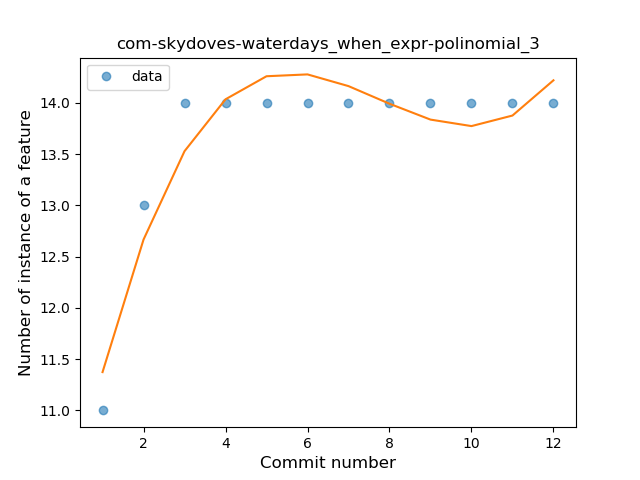 com-skydoves-waterdays_when_expr-polinomial_3
data
Number of instance of a feature
14.0
13.5
13.0
12.5
12.0
11.5
11.0
2 4 6 8 10 12
Commit number